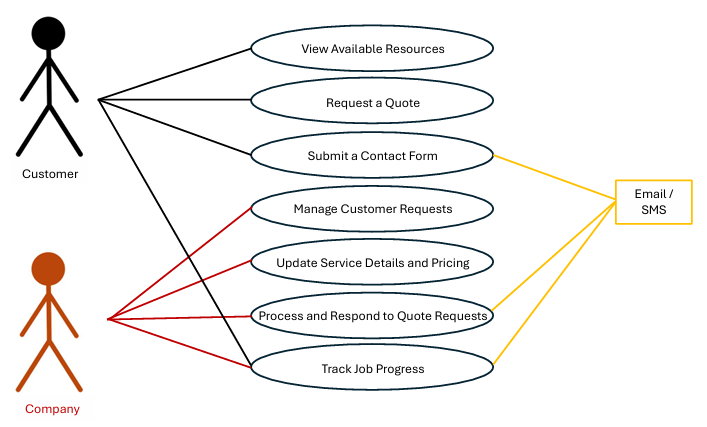 View Available Resources
Request a Quote
Submit a Contact Form
Customer
Manage Customer Requests
Email /
SMS
Update Service Details and Pricing
Process and Respond to Quote Requests
Track Job Progress
Company